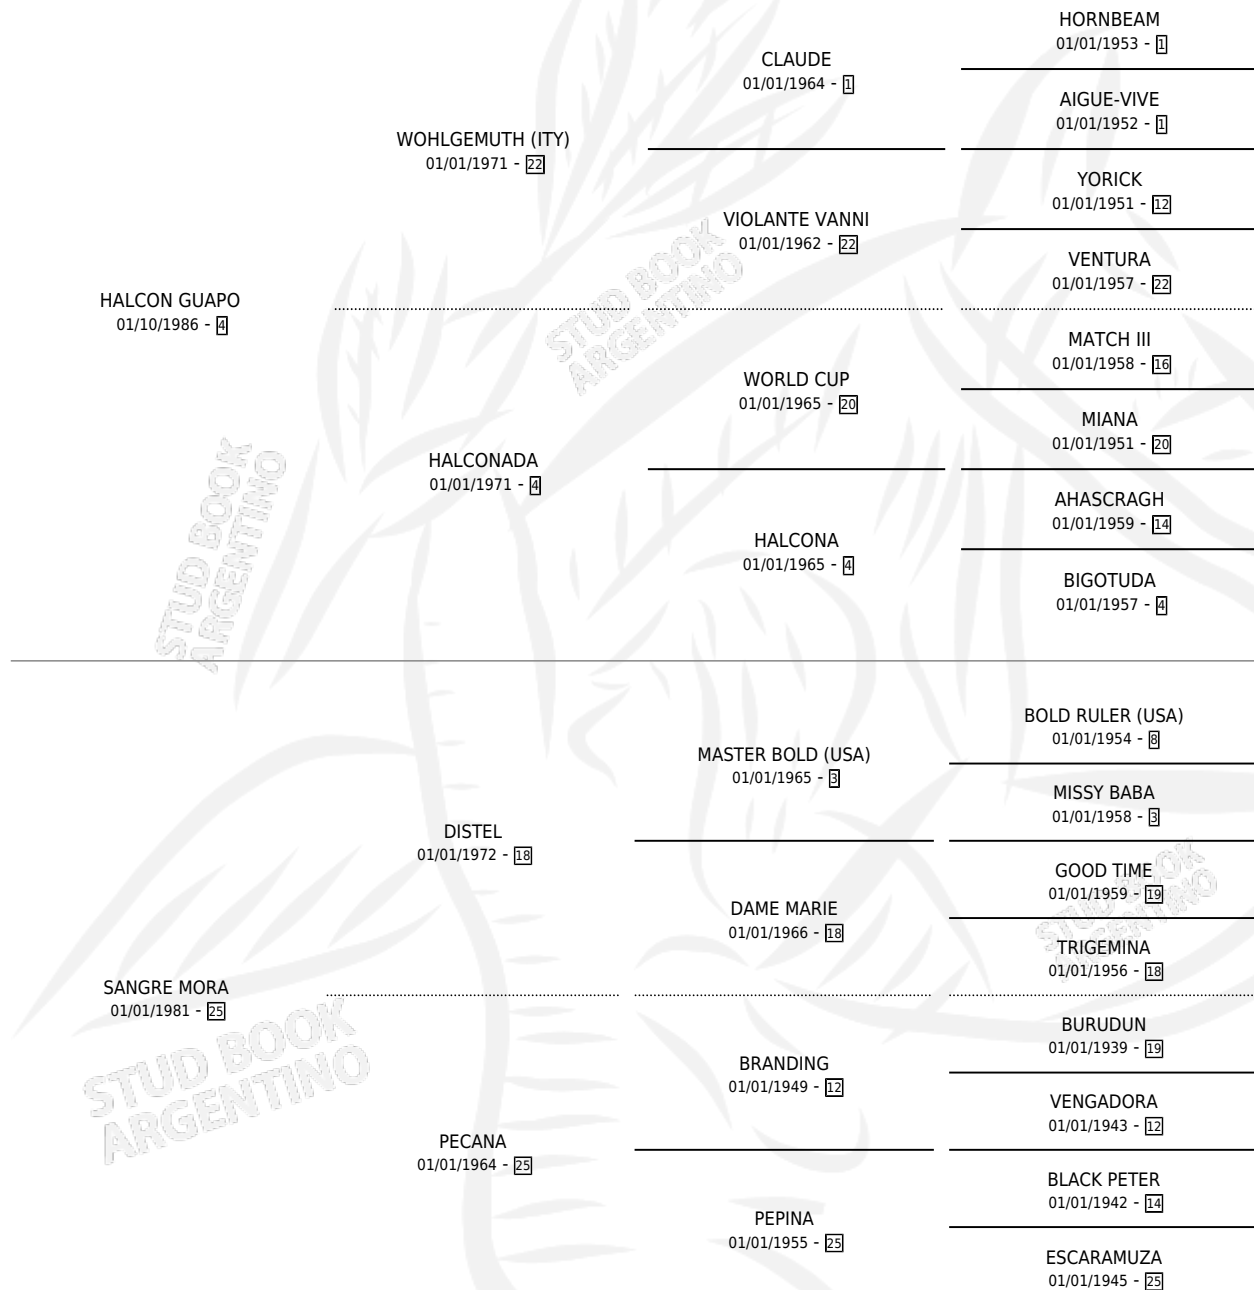 HORNBEAM
01/01/1953 - 1
CLAUDE
01/01/1964 - 1
AIGUE-VIVE
01/01/1952 - 1
WOHLGEMUTH (ITY)
01/01/1971 - 22
YORICK
01/01/1951 - 12
VIOLANTE VANNI
01/01/1962 - 22
VENTURA
01/01/1957 - 22
HALCON GUAPO
01/10/1986 - 4
MATCH III
01/01/1958 - 16
WORLD CUP
01/01/1965 - 20
MIANA
01/01/1951 - 20
HALCONADA
01/01/1971 - 4
AHASCRAGH
01/01/1959 - 14
HALCONA
01/01/1965 - 4
BIGOTUDA
01/01/1957 - 4
BOLD RULER (USA)
01/01/1954 - 8
MASTER BOLD (USA)
01/01/1965 - 3
MISSY BABA
01/01/1958 - 3
DISTEL
01/01/1972 - 18
GOOD TIME
01/01/1959 - 19
DAME MARIE
01/01/1966 - 18
TRIGEMINA
01/01/1956 - 18
SANGRE MORA
01/01/1981 - 25
BURUDUN
01/01/1939 - 19
BRANDING
01/01/1949 - 12
VENGADORA
01/01/1943 - 12
PECANA
01/01/1964 - 25
BLACK PETER
01/01/1942 - 14
PEPINA
01/01/1955 - 25
ESCARAMUZA
01/01/1945 - 25
STUD BOOK
ARGENTINO
STUD BOOK
ARGENTINO
STUD BOOK
ARGENTINO
STUD BOOK
ARGENTINO